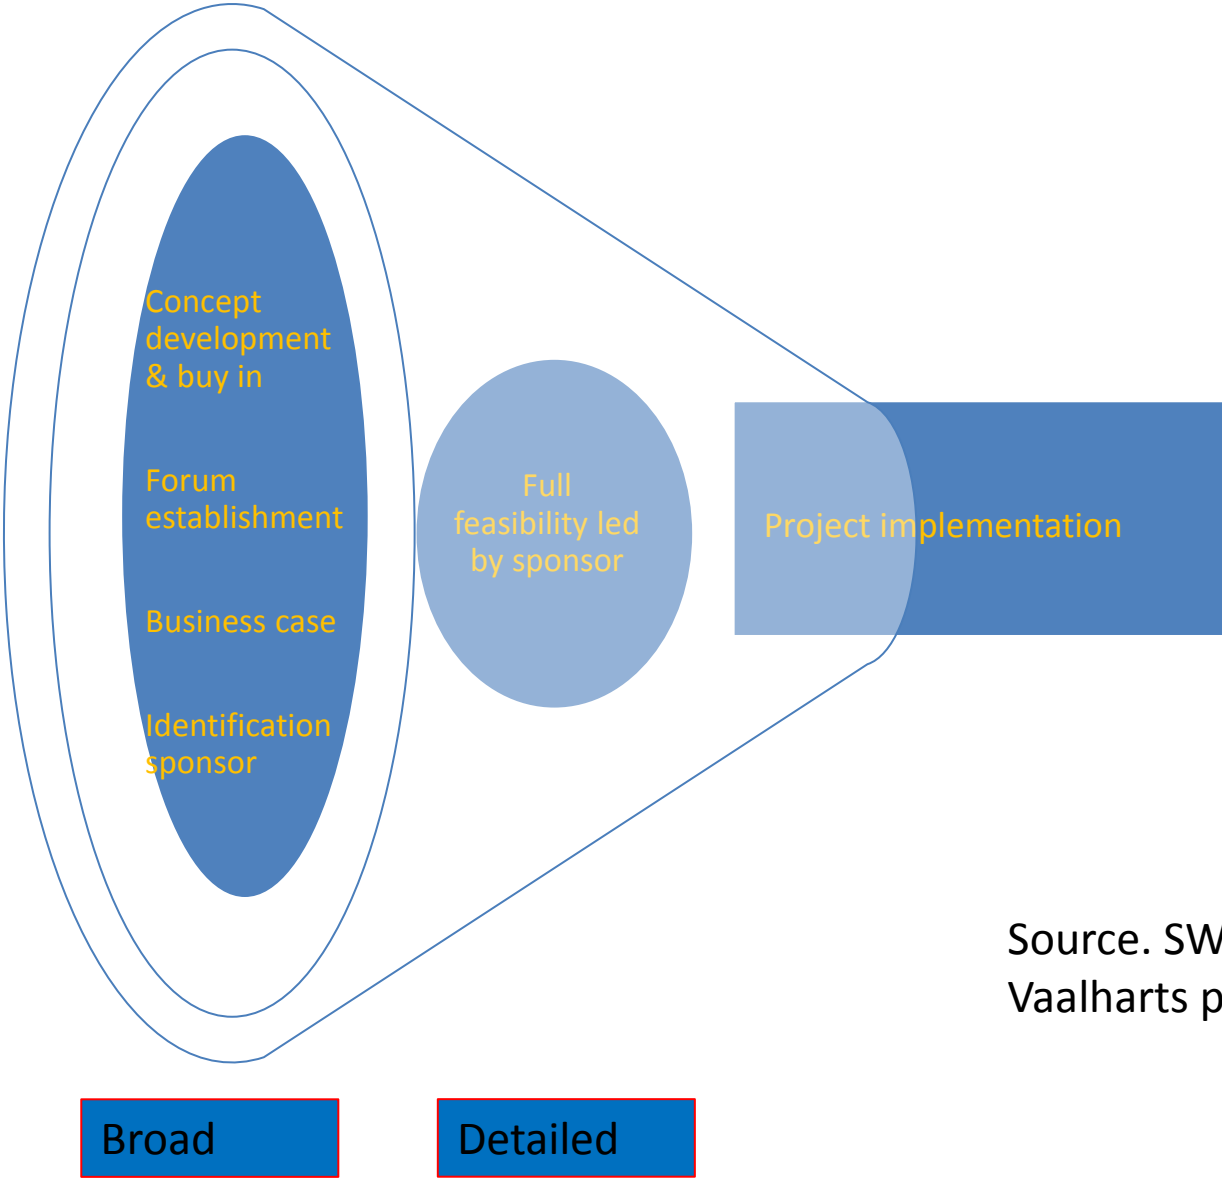 Concept
development
& buy in
Forum
establishment
Business case
Identification
sponsor
Full
feasibility led
by sponsor
Project implementation
Source. SW
Vaalharts p
Broad
Detailed